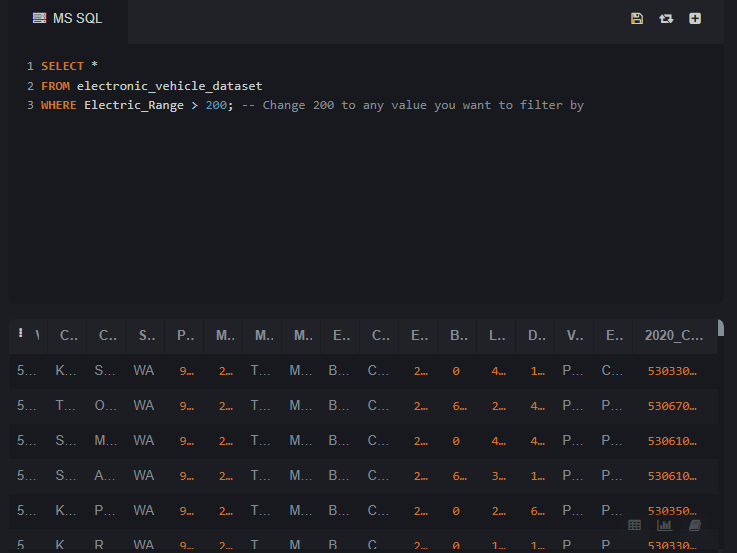 MS SQL
1 SELECT *
2 FROM electronic_vehicle_dataset
3 WHERE Electric_Range > 200; -- Change 200 to any value you want to filter by
C.. C.. S.. P.. M.. M.. M.. E.. C.. E.. B.. L.. D.. V.. E.. 2020_C...
5... K... S... WA 9… 2… T... M... B... C... 2… 0 4… 1… P... C... 530330…
5... T... O... WA 9… 2… T... M... B... C... 2… 6… 2… 4… P... P... 530670…
5... S... M... WA 9… 2… T... M... B... C... 2… 0 4… 4… P... P... 530610…
5... S... A... WA 9… 2… T... M... B... C... 2… 6… 3… 1… P... P... 530610…
5... K... P... WA 9… 2… T... M... B... C... 2… 0 2… 6… P... P... 530350…
5... K R WA 9… 2… T... M B C 2… 0 1… 1… P P 530330…